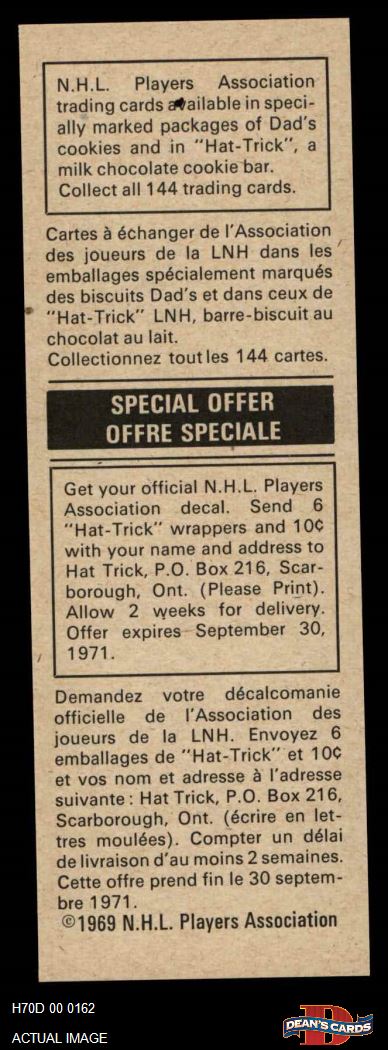 N.H.L. Players Association
trading cards available in speci-
ally marked packages of Dad's
cookies and in "Hat-Trick", a
milk chocolate cookie bar.
Collect all 144 trading cards.
Cartes à échanger de l'Association
des joueurs de la LNH dans les
emballages spécialement marqués
des biscuits Dad's et dans ceux de
"Hat-Trick" LNH, barre-biscuit au
chocolat au lait.
Collectionnez toutles 144 cartes.
SPECIAL OFFER
OFFRE SPECIALE
Get your official N.H.L. Players
Association decal. Send 6
"Hat-Trick" wrappers and 10¢
with your name and address to
Hat Trick, P.O. Box 216, Scar-
borough, Ont. (Please Print).
Allow 2 weeks for delivery.
Offer expires September 30,
1971.
Demandez votre décalcomanie
officielle de l'Association des
joueurs de la LNH. Envoyez 6
emballages de "Hat-Trick" et 10¢
et vos nom et adresse à l'adresse
suivante : Hat Trick, P.O. Box 216,
Scarborough, Ont. (écrire en let-
tres moulées). Compter un délai
de livraison d'au moins 2 semaines.
Cette offre prend fin le 30 septem-
bre 1971.
©1969 N.H.L. Players Association
H70D 00 0162
ACTUAL IMAGE
D
DEAN'S CARDS